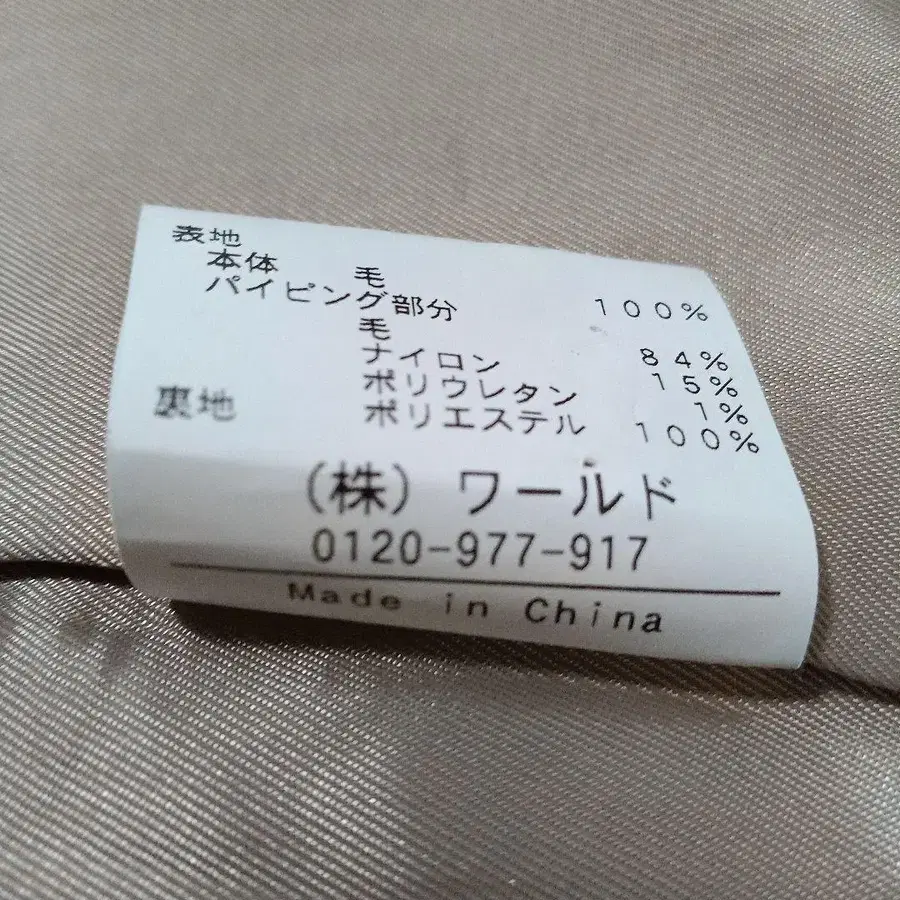 表地
本体 毛 100%
パイピング部分
毛 84%
ナイロン 15%
ポリウレタン 1%
裏地 ポリエステル 100%
(株) ワールド
0120-977-917
Made in China